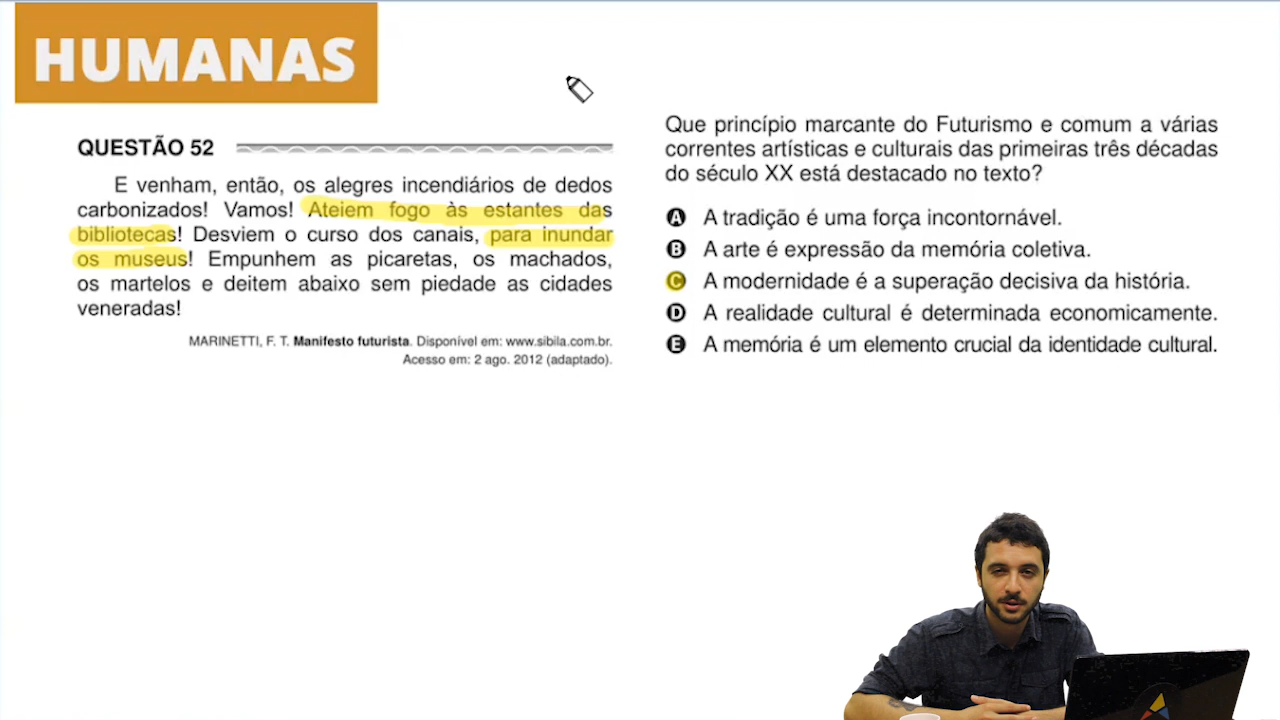 HUMANAS
QUESTÃO 52
E venham, então, os alegres incendiários de dedos
carbonizados! Vamos! Ateiem fogo às estantes das
bibliotecas! Desviem o curso dos canais, para inundar
os museus! Empunhem as picaretas, os machados,
os martelos e deitem abaixo sem piedade as cidades
veneradas!
MARINETTI, F. T. Manifesto futurista. Disponível em: www.sibila.com.br.
Acesso em: 2 ago. 2012 (adaptado).
Que princípio marcante do Futurismo e comum a várias
correntes artísticas e culturais das primeiras três décadas
do século XX está destacado no texto?
A A tradição é uma força incontornável.
B A arte é expressão da memória coletiva.
C A modernidade é a superação decisiva da história.
D A realidade cultural é determinada economicamente.
E A memória é um elemento crucial da identidade cultural.